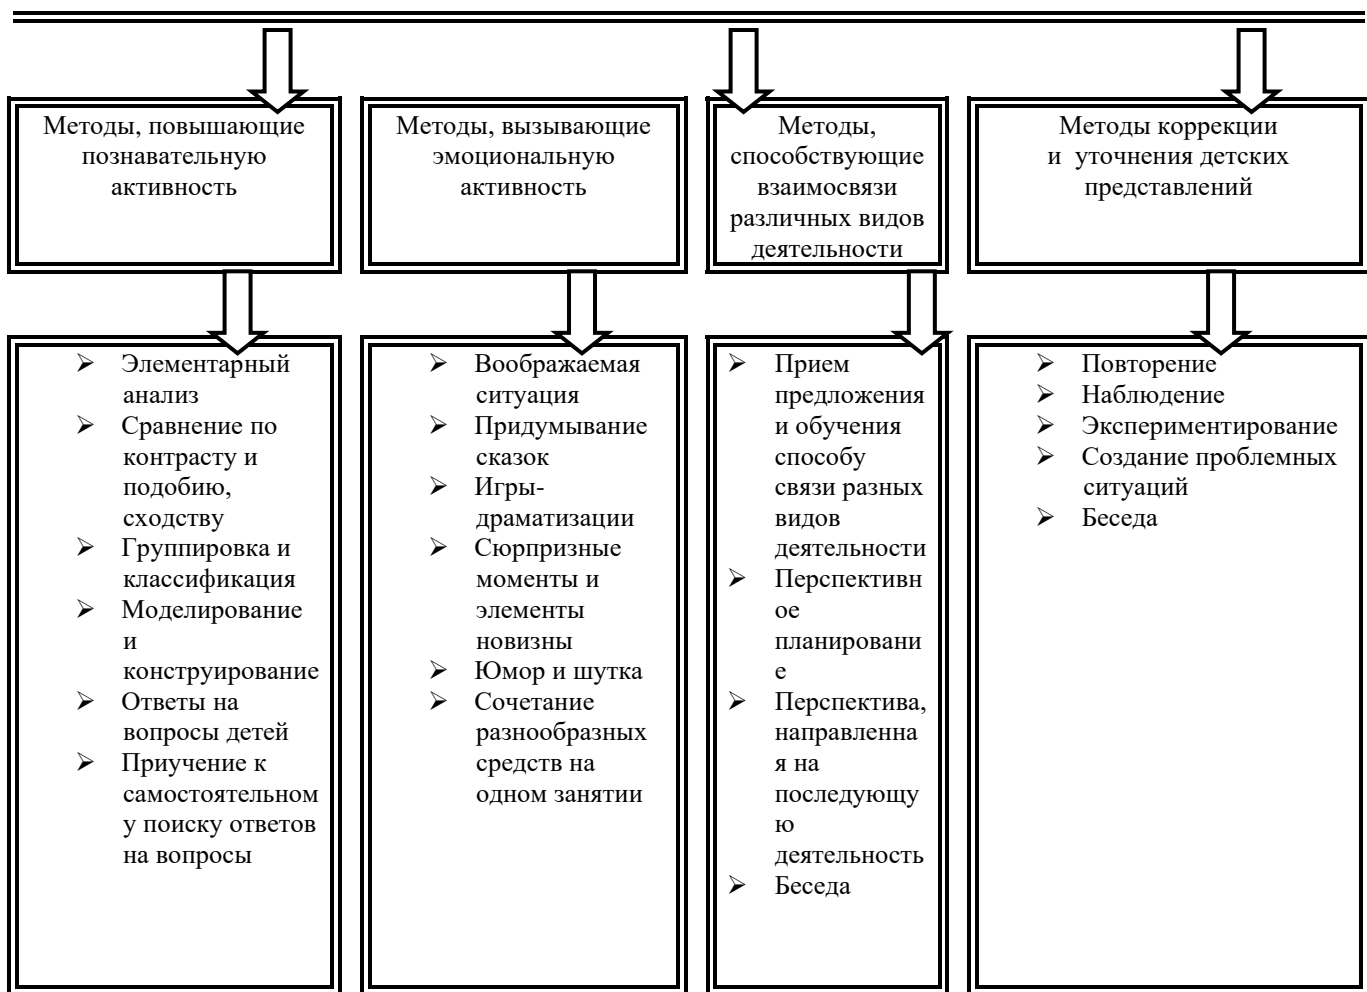 Методы, повышающие
познавательную
активность
Методы, вызывающие
эмоциональную
активность
Методы,
способствующие
взаимосвязи
различных видов
деятельности
Методы коррекции
и уточнения детских
представлений
➢ Элементарный
анализ
➢ Сравнение по
контрасту и
подобию,
сходству
➢ Группировка и
классификация
➢ Моделирование
и
конструирование
➢ Ответы на
вопросы детей
➢ Приучение к
самостоятельном
у поиску ответов
на вопросы
➢ Воображаемая
ситуация
➢ Придумывание
сказок
➢ Игры-
драматизации
➢ Сюрпризные
моменты и
элементы
новизны
➢ Юмор и шутка
➢ Сочетание
разнообразных
средств на
одном занятии
➢ Прием
предложения
и обучения
способу
связи разных
видов
деятельности
➢ Перспективн
ое
планировани
е
➢ Перспектива,
направленна
я на
последующу
ю
деятельность
➢ Беседа
➢ Повторение
➢ Наблюдение
➢ Экспериментирование
➢ Создание проблемных
ситуаций
➢ Беседа